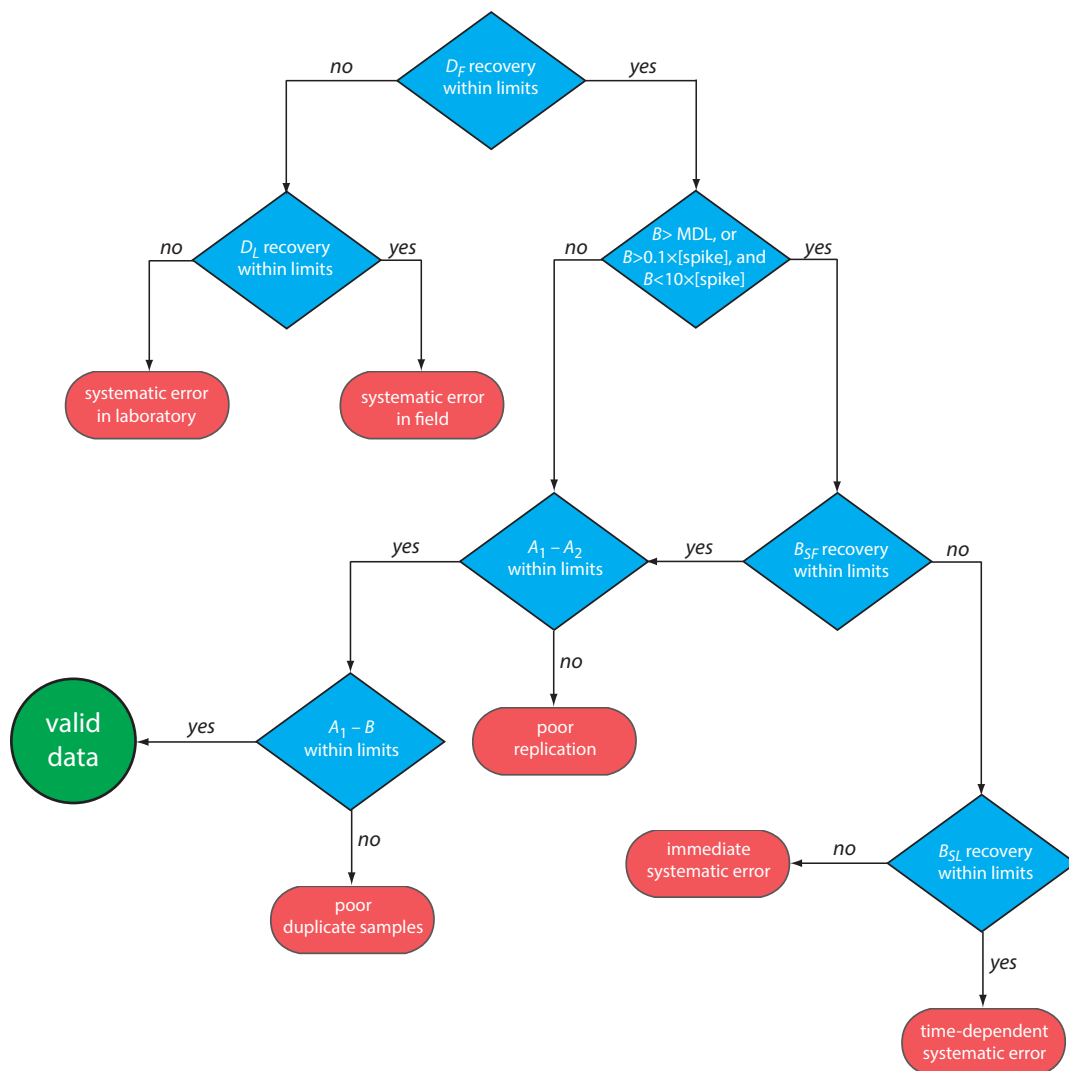 D_F recovery
within limits
no
yes
D_L recovery
within limits
no
yes
B> MDL, or
B>0.1×[spike], and
B<10×[spike]
no
yes
systematic error
in laboratory
systematic error
in field
A_1 – A_2
within limits
yes
yes
B_SF recovery
within limits
no
no
valid
data
yes
A_1 – B
within limits
poor
replication
no
poor
duplicate samples
immediate
systematic error
no
B_SL recovery
within limits
yes
time-dependent
systematic error